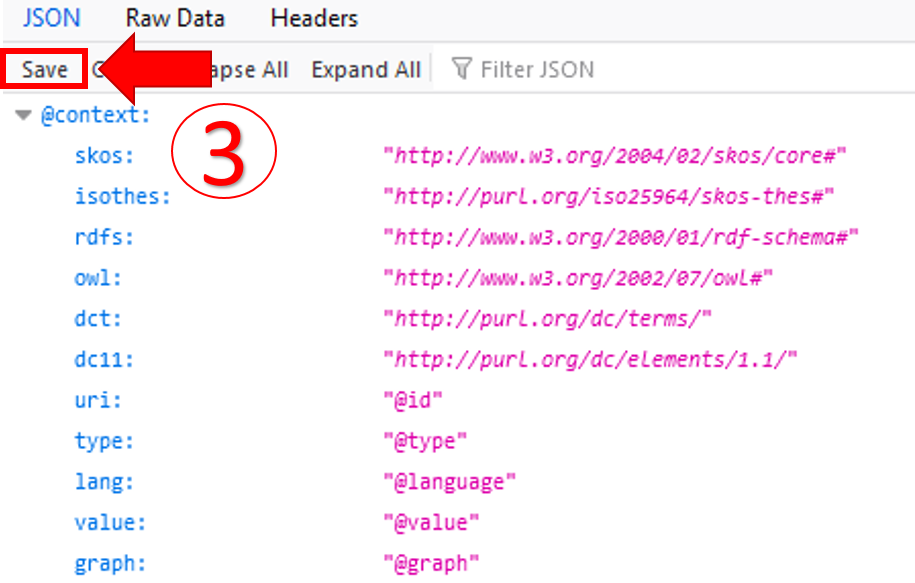 JSON Raw Data Headers
Save apse All Expand All Filter JSON
@context:
3
skos: "http://www.w3.org/2004/02/skos/core#"
isothes: "http://purl.org/iso25964/skos-thes#"
rdfs: "http://www.w3.org/2000/01/rdf-schema#"
owl: "http://www.w3.org/2002/07/owl#"
dct: "http://purl.org/dc/terms/"
dc11: "http://purl.org/dc/elements/1.1/"
uri: "@id"
type: "@type"
lang: "@language"
value: "@value"
graph: "@graph"